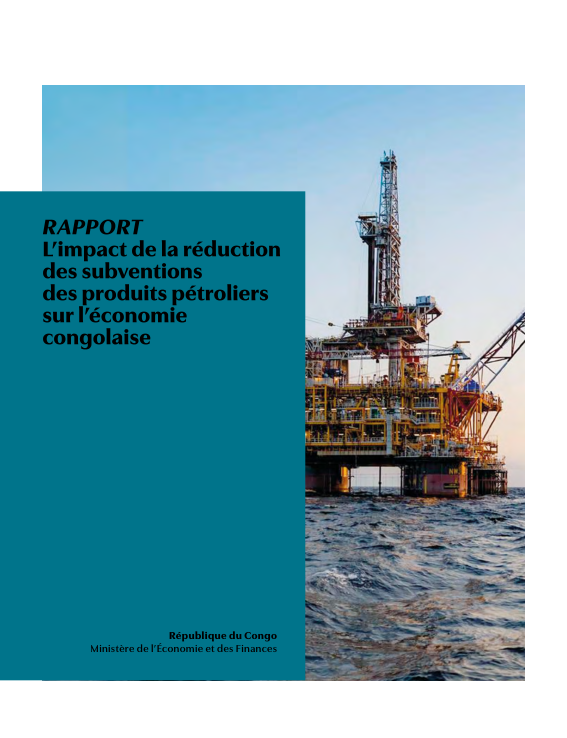 RAPPORT
L’impact de la réduction
des subventions
des produits pétroliers
sur l’économie
congolaise
République du Congo
Ministère de l’Économie et des Finances